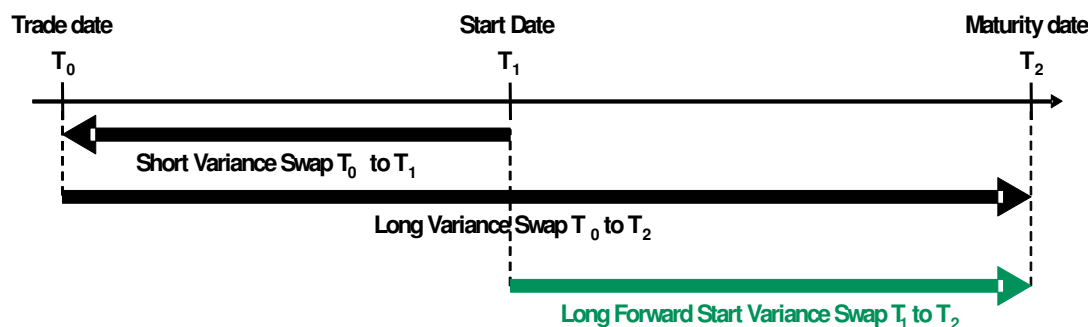 Trade date Start Date Maturity date
T0 T1 T2
Short Variance Swap T0 to T1
Long Variance Swap T0 to T2
Long Forward Start Variance Swap T1 to T2